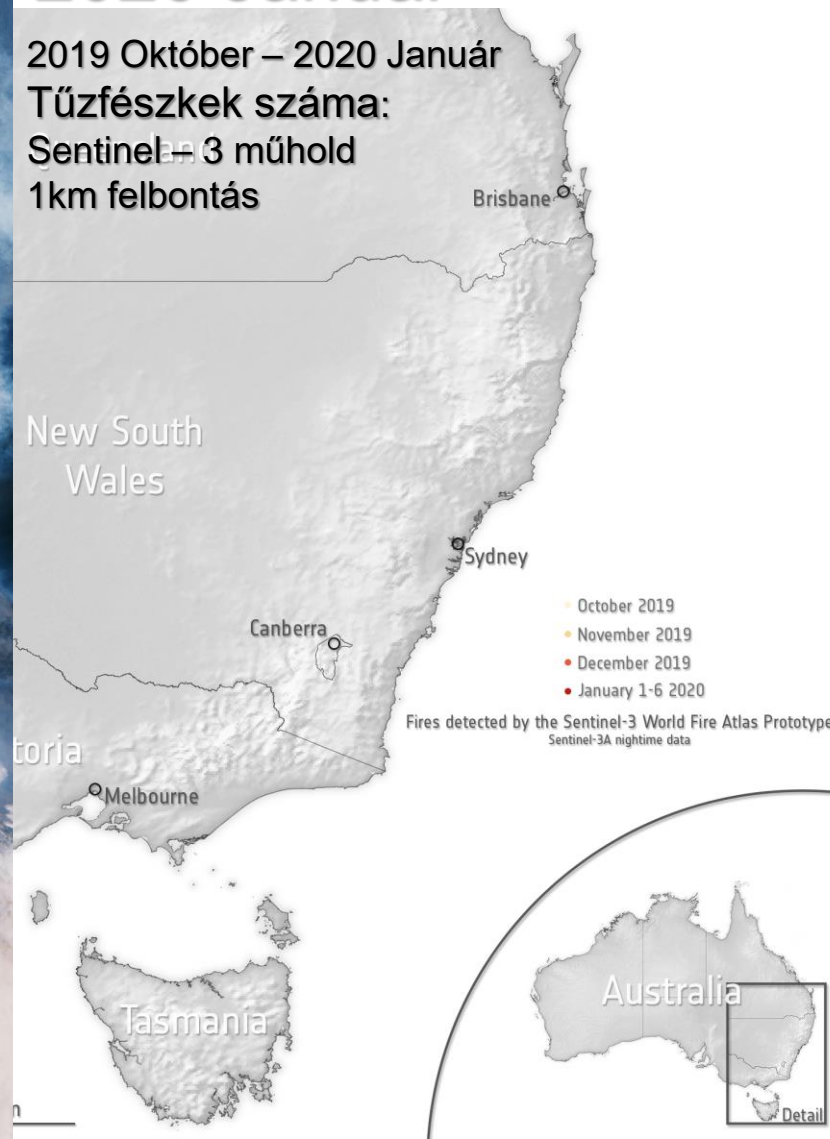 2019 Október – 2020 Január
Tűzfészkek száma:
Sentinel – 3 műhold
1km felbontás
Brisbane
New South
Wales
Sydney
Canberra
October 2019
November 2019
December 2019
January 1-6 2020
Fires detected by the Sentinel-3 World Fire Atlas Prototype
Sentinel-3A nightime data
toria
Melbourne
Tasmania
Australia
Detail